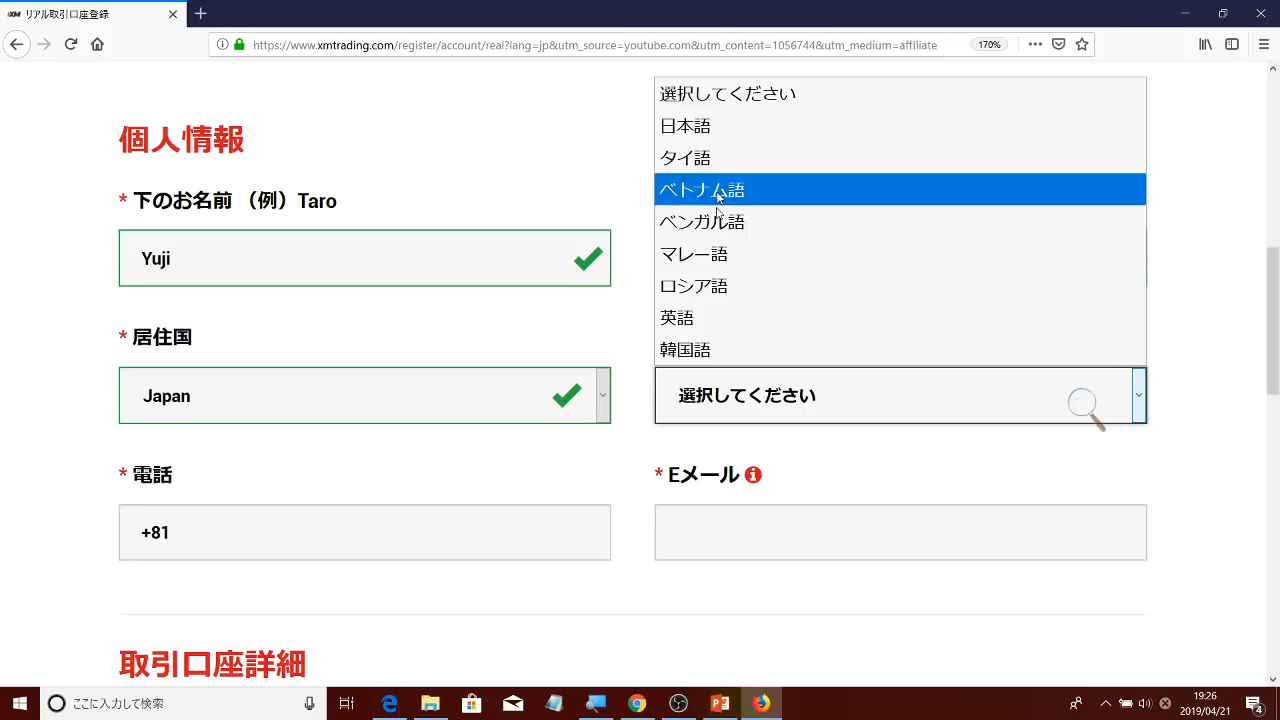 リアル取引口座登録
https://www.xmtrading.com/register/account/real?lang=jp&utm_source=youtube.com&utm_content=1056744&utm_medium=affiliate
170%
個人情報
選択してください
日本語
タイ語
ベトナム語
ベンガル語
マレー語
ロシア語
英語
韓国語
* 下のお名前 （例）Taro
Yuji
* 居住国
Japan
選択してください
* 電話
* Eメール
+81
取引口座詳細
ここに入力して検索
19:26
2019/04/21
4